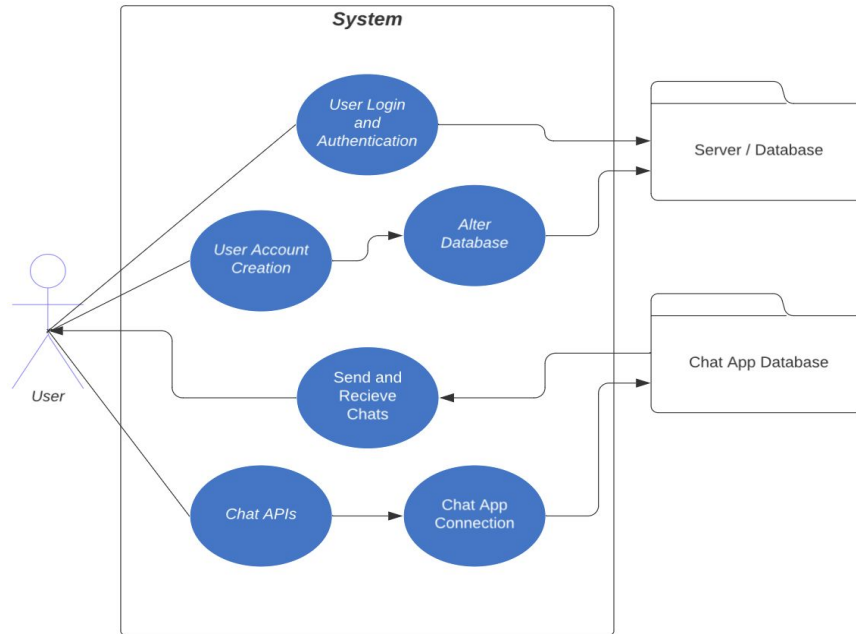 System
User Login
and
Authentication
Server / Database
Alter
Database
User Account
Creation
Chat App Database
Send and
Recieve
Chats
User
Chat APIs
Chat App
Connection